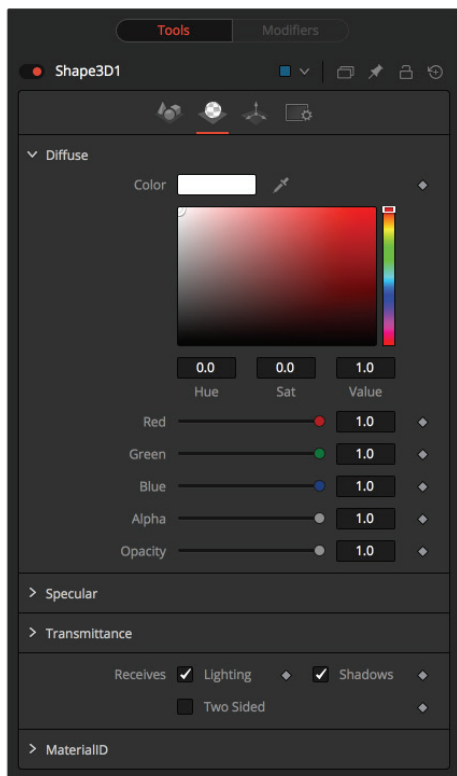 Tools Modifiers
Shape3D1
Diffuse
Color
0.0 0.0 1.0
Hue Sat Value
Red 1.0
Green 1.0
Blue 1.0
Alpha 1.0
Opacity 1.0
Specular
Transmittance
Receives Lighting Shadows
Two Sided
MaterialID